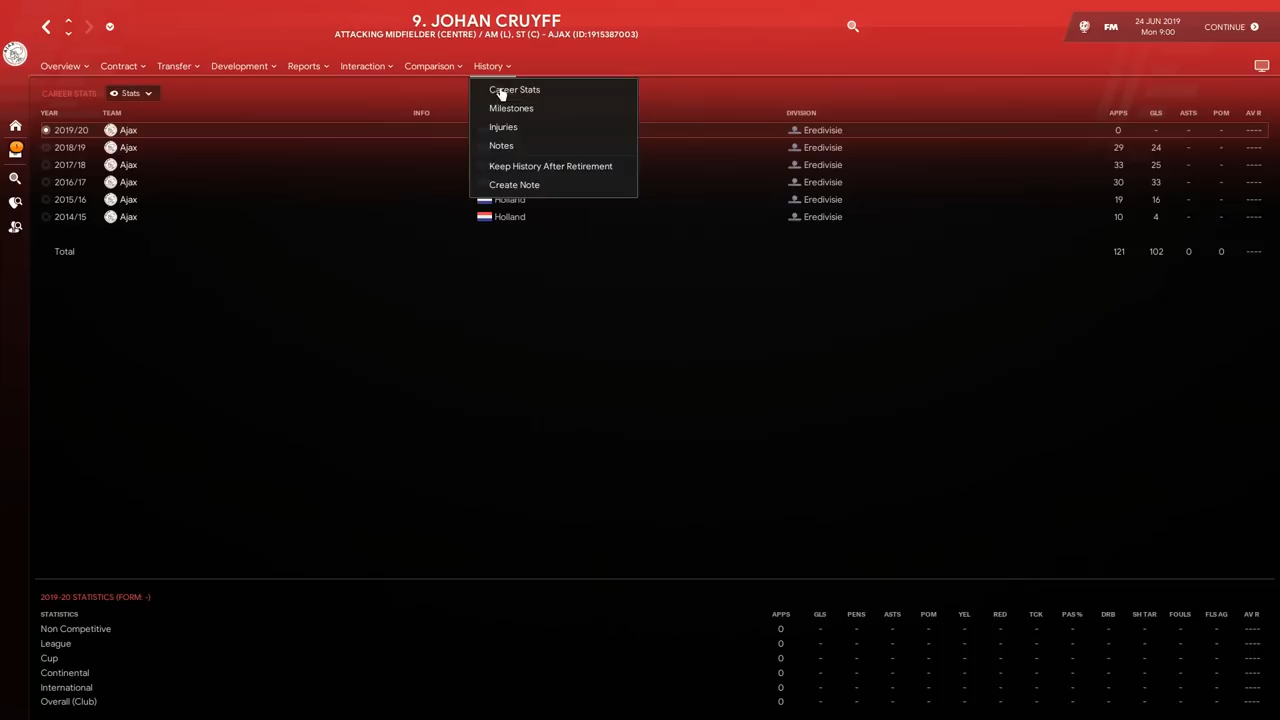 9. JOHAN CRUYFF
ATTACKING MIDFIELDER (CENTRE) / AM (L), ST (C) - AJAX (ID:1915387003)
FM
24 JUN 2019
Mon 9:00
CONTINUE
Overview Contract Transfer Development Reports Interaction Comparison History
CAREER STATS Stats
Career Stats
Milestones
Injuries
Notes
Keep History After Retirement
Create Note
YEAR TEAM INFO DIVISION APPS GLS ASTS POM AV R
2019/20 Ajax Eredivisie 0 - - - ----
2018/19 Ajax Eredivisie 29 24 - - ----
2017/18 Ajax Eredivisie 33 25 - - ----
2016/17 Ajax Eredivisie 30 33 - - ----
2015/16 Ajax Holland Eredivisie 19 16 - - ----
2014/15 Ajax Holland Eredivisie 10 4 - - ----
Total 121 102 0 0 ----
2019-20 STATISTICS (FORM: -)
STATISTICS APPS GLS PENS ASTS POM YEL RED TCK PAS % DRB SH TAR FOULS FLS AG AV R
Non Competitive 0 - - - - - - - - - - - - ----
League 0 - - - - - - - - - - - - ----
Cup 0 - - - - - - - - - - - - ----
Continental 0 - - - - - - - - - - - - ----
International 0 - - - - - - - - - - - - ----
Overall (Club) 0 - - - - - - - - - - - - ----